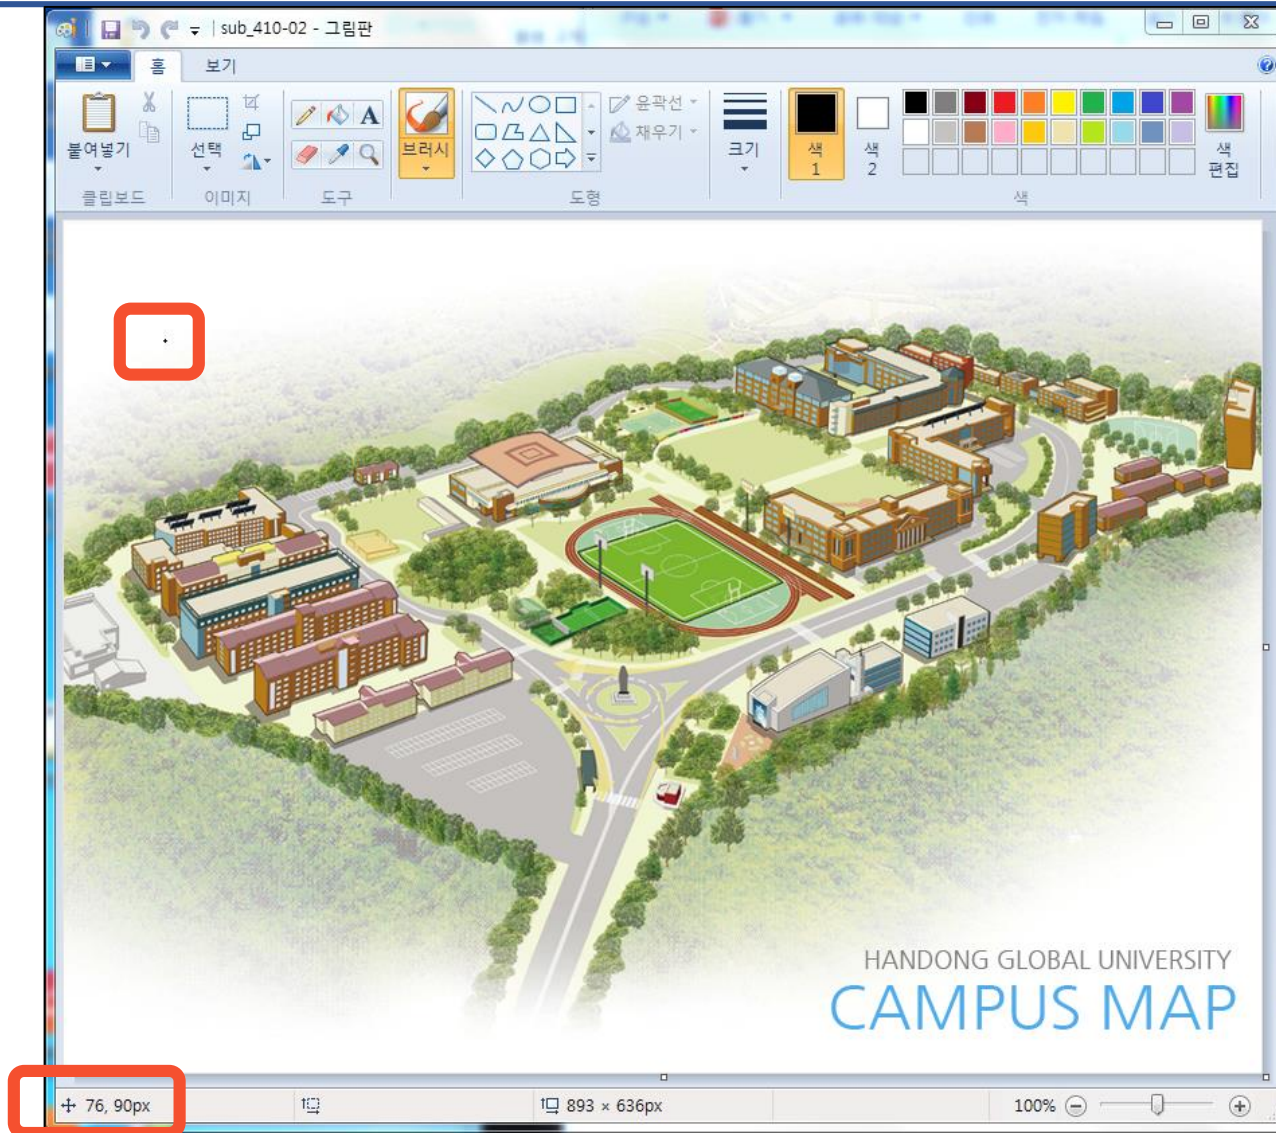 sub_410-02 - 그림판
홈 보기
붙여넣기
선택
A
브러시
윤곽선
채우기
크기
색 1
색 2
색 편집
클립보드 이미지 도구 도형 색
HANDONG GLOBAL UNIVERSITY
CAMPUS MAP
76, 90px
893 × 636px
100%